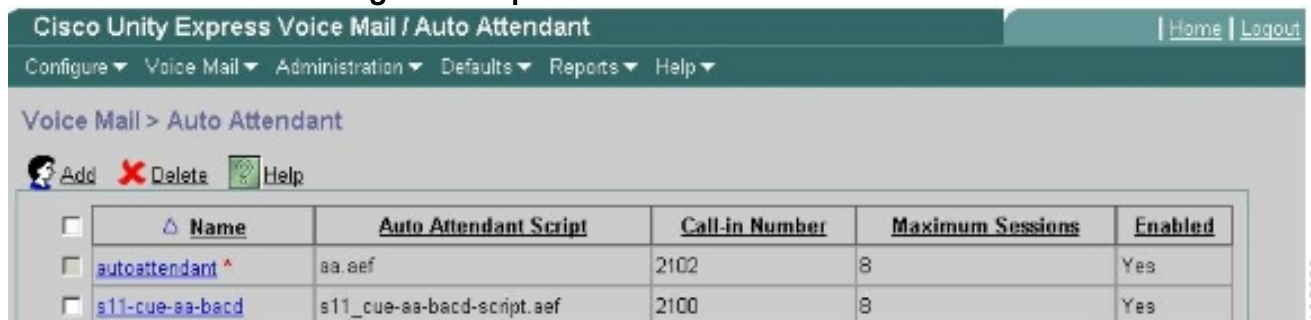 Cisco Unity Express Voice Mail / Auto Attendant
| Home | Logout
Configure Voice Mail Administration Defaults Reports Help
Voice Mail > Auto Attendant
Add Delete Help
Name Auto Attendant Script Call-in Number Maximum Sessions Enabled
autoattendant * aa.aef 2102 8 Yes
s11-cue-aa-bacd s11_cue-aa-bacd-script.aef 2100 8 Yes